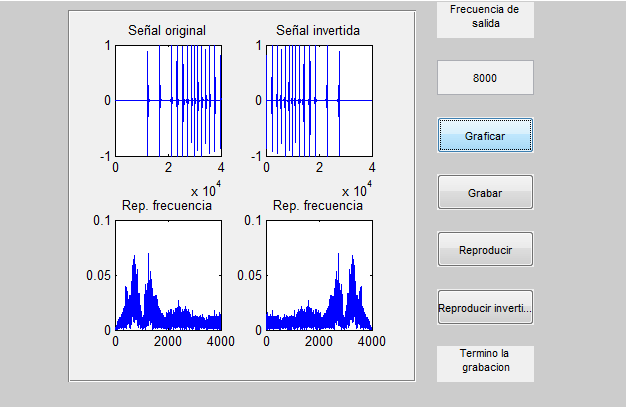 Señal original
1
0
-1
0 2 4
x 10^4
Señal invertida
1
0
-1
0 2 4
x 10^4
Rep. frecuencia
0.1
0.05
0
0 2000 4000
Rep. frecuencia
0.1
0.05
0
0 2000 4000
Frecuencia de
salida
8000
Graficar
Grabar
Reproducir
Reproducir inverti...
Termino la
grabacion